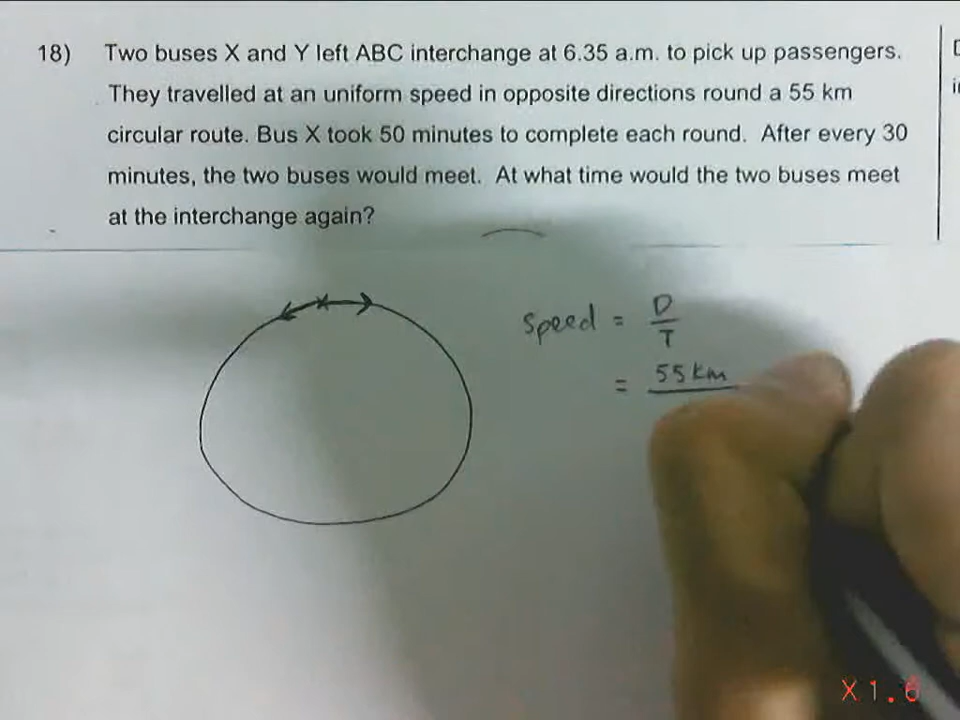 18) Two buses X and Y left ABC interchange at 6.35 a.m. to pick up passengers.
They travelled at an uniform speed in opposite directions round a 55 km
circular route. Bus X took 50 minutes to complete each round. After every 30
minutes, the two buses would meet. At what time would the two buses meet
at the interchange again?
Speed = D
T
= 55 km
X1.6